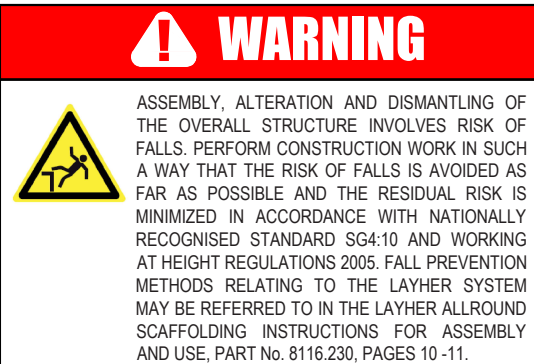 WARNING
ASSEMBLY, ALTERATION AND DISMANTLING OF
THE OVERALL STRUCTURE INVOLVES RISK OF
FALLS. PERFORM CONSTRUCTION WORK IN SUCH
A WAY THAT THE RISK OF FALLS IS AVOIDED AS
FAR AS POSSIBLE AND THE RESIDUAL RISK IS
MINIMIZED IN ACCORDANCE WITH NATIONALLY
RECOGNISED STANDARD SG4:10 AND WORKING
AT HEIGHT REGULATIONS 2005. FALL PREVENTION
METHODS RELATING TO THE LAYHER SYSTEM
MAY BE REFERRED TO IN THE LAYHER ALLROUND
SCAFFOLDING INSTRUCTIONS FOR ASSEMBLY
AND USE, PART No. 8116.230, PAGES 10 -11.